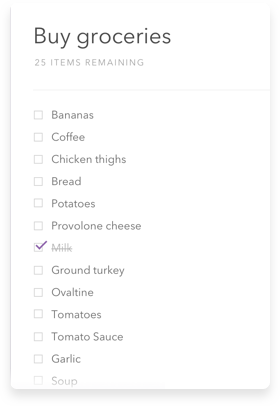 Buy groceries
25 ITEMS REMAINING
Bananas
Coffee
Chicken thighs
Bread
Potatoes
Provolone cheese
Milk
Ground turkey
Ovaltine
Tomatoes
Tomato Sauce
Garlic
Soup